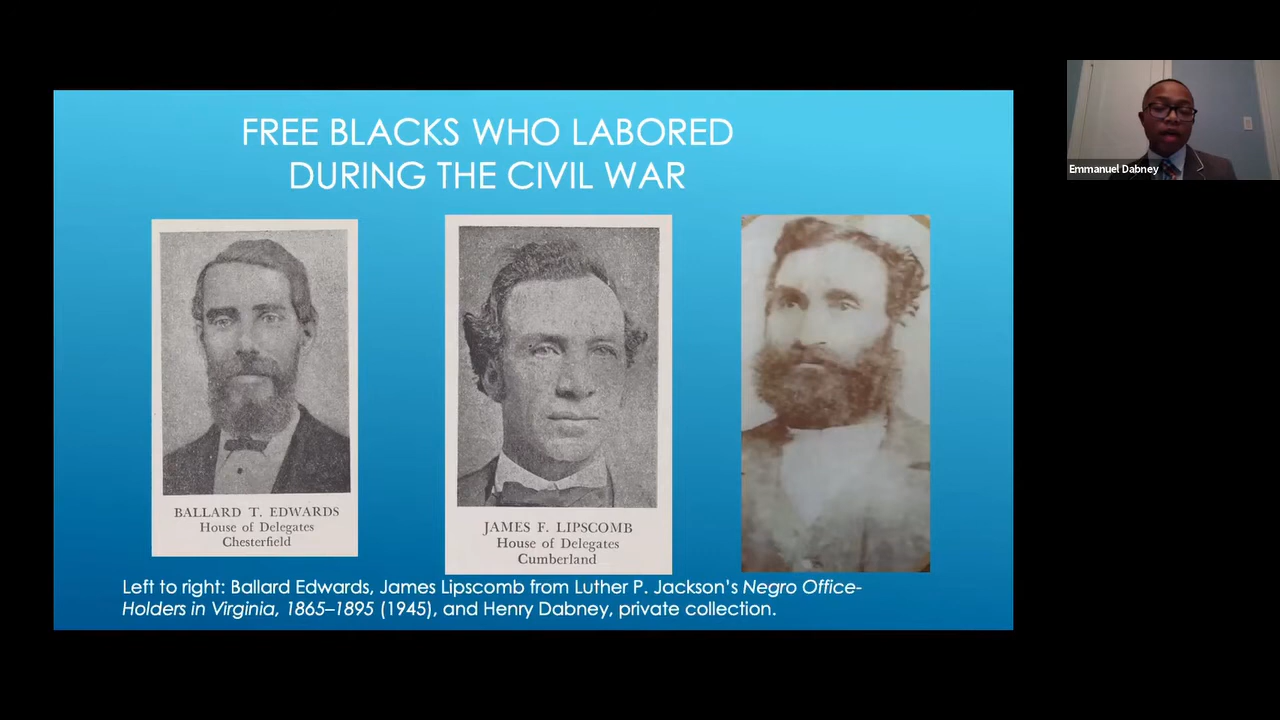 FREE BLACKS WHO LABORED
DURING THE CIVIL WAR
BALLARD T. EDWARDS
House of Delegates
Chesterfield
JAMES F. LIPSCOMB
House of Delegates
Cumberland
Left to right: Ballard Edwards, James Lipscomb from Luther P. Jackson's Negro Office-
Holders in Virginia, 1865–1895 (1945), and Henry Dabney, private collection.
Emmanuel Dabney